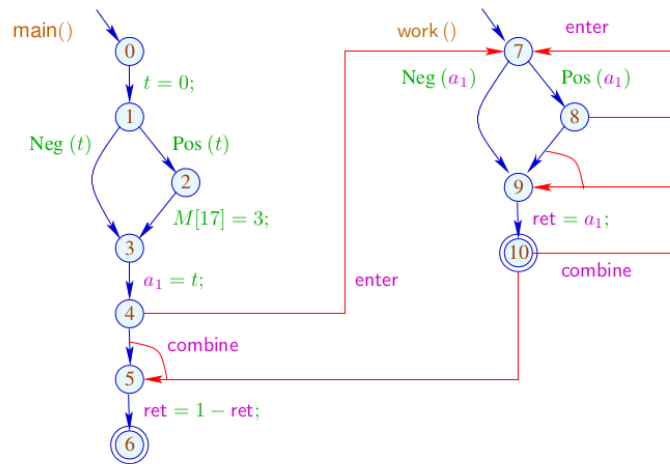 main()
0
t = 0;
1
Neg (t)
Pos (t)
2
M[17] = 3;
3
a₁ = t;
4
enter
combine
5
ret = 1 − ret;
6
work ()
7
enter
Neg (a₁)
Pos (a₁)
8
9
ret = a₁;
10
combine